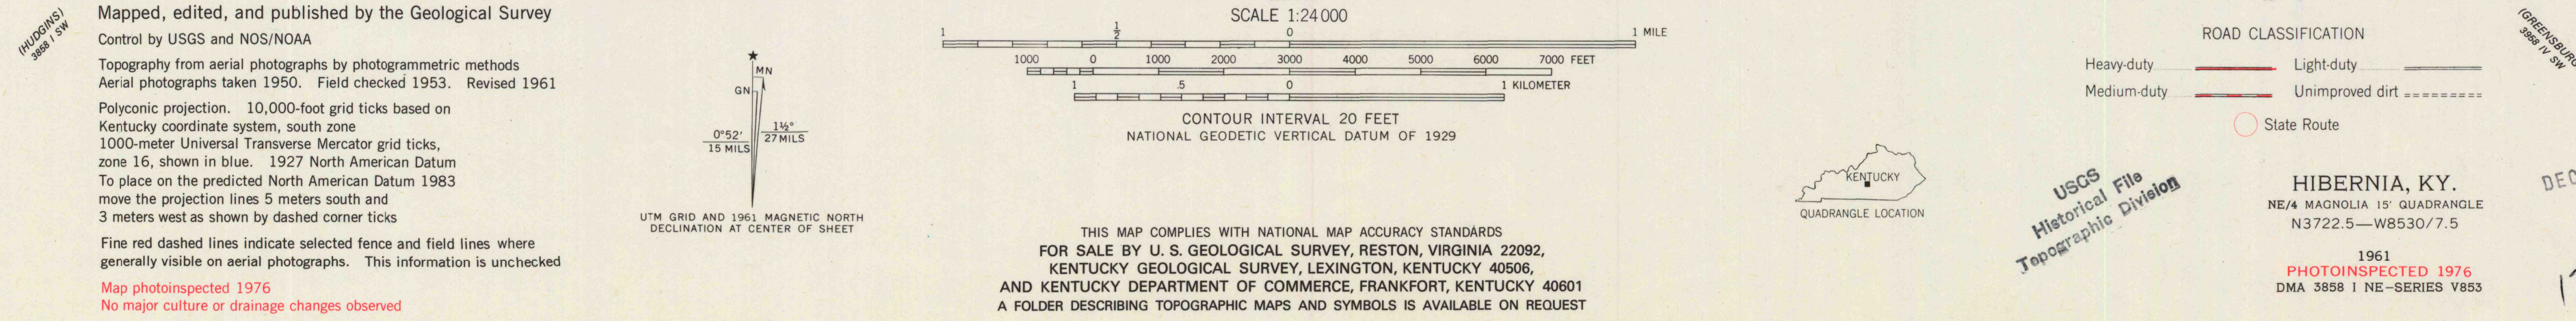 (HUDGINS)
3858 I SW
Mapped, edited, and published by the Geological Survey
Control by USGS and NOS/NOAA
Topography from aerial photographs by photogrammetric methods
Aerial photographs taken 1950. Field checked 1953. Revised 1961
Polyconic projection. 10,000-foot grid ticks based on
Kentucky coordinate system, south zone
1000-meter Universal Transverse Mercator grid ticks,
zone 16, shown in blue. 1927 North American Datum
To place on the predicted North American Datum 1983
move the projection lines 5 meters south and
3 meters west as shown by dashed corner ticks
Fine red dashed lines indicate selected fence and field lines where
generally visible on aerial photographs. This information is unchecked
Map photoinspected 1976
No major culture or drainage changes observed
★
MN
GN
0°52′
15 MILS
1½°
27 MILS
UTM GRID AND 1961 MAGNETIC NORTH
DECLINATION AT CENTER OF SHEET
SCALE 1:24 000
1 ½ 0 1 MILE
1000 0 1000 2000 3000 4000 5000 6000 7000 FEET
1 .5 0 1 KILOMETER
CONTOUR INTERVAL 20 FEET
NATIONAL GEODETIC VERTICAL DATUM OF 1929
THIS MAP COMPLIES WITH NATIONAL MAP ACCURACY STANDARDS
FOR SALE BY U. S. GEOLOGICAL SURVEY, RESTON, VIRGINIA 22092,
KENTUCKY GEOLOGICAL SURVEY, LEXINGTON, KENTUCKY 40506,
AND KENTUCKY DEPARTMENT OF COMMERCE, FRANKFORT, KENTUCKY 40601
A FOLDER DESCRIBING TOPOGRAPHIC MAPS AND SYMBOLS IS AVAILABLE ON REQUEST
KENTUCKY
QUADRANGLE LOCATION
USGS
Historical File
Topographic Division
ROAD CLASSIFICATION
Heavy-duty Light-duty
Medium-duty Unimproved dirt
State Route
HIBERNIA, KY.
NE/4 MAGNOLIA 15′ QUADRANGLE
N3722.5—W8530/7.5
1961
PHOTOINSPECTED 1976
DMA 3858 I NE–SERIES V853
(GREENSBURG
3958 IV SW
DEC